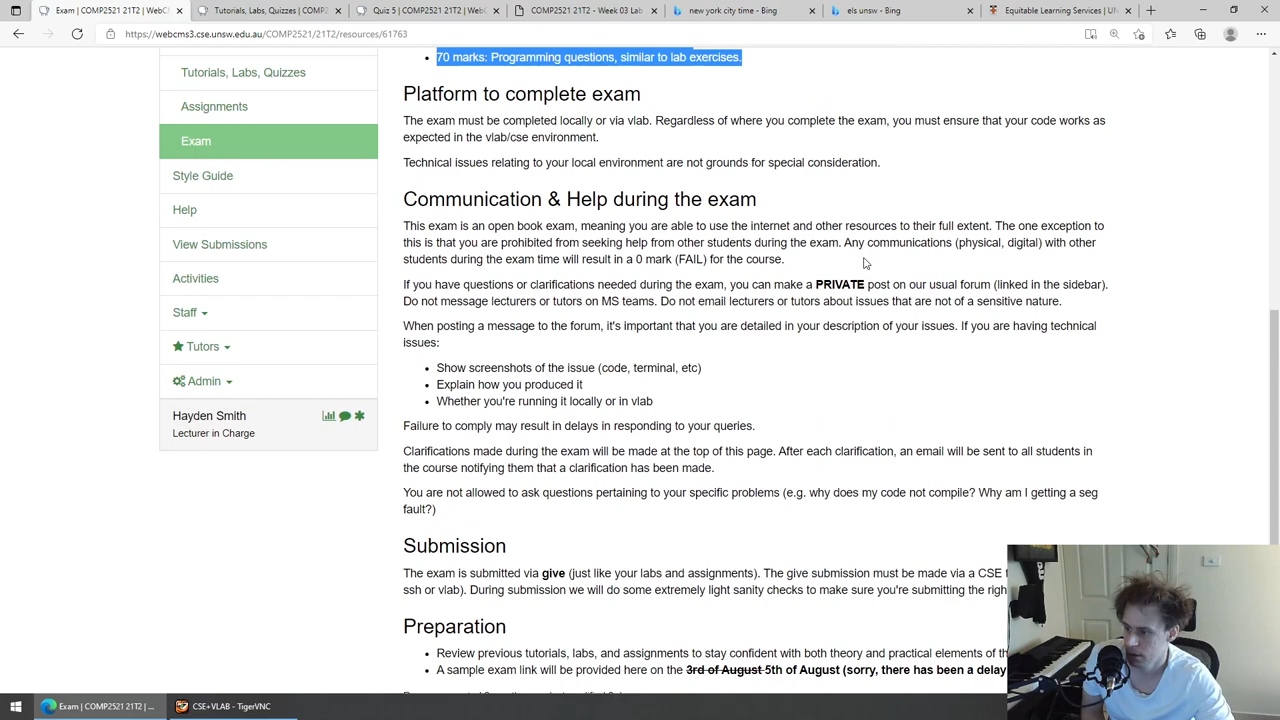 Exam | COMP2521 21T2 | WebCM
Tutorials, Labs, Quizzes | COMP2
Quiz 5 | COMP2521 21T2 | WebC
COMP2521 21T2 - Week 03 Lab
new york city time - Bing
els unsw - Bing
Equitable Learning Services | UN
https://webcms3.cse.unsw.edu.au/COMP2521/21T2/resources/61763
Tutorials, Labs, Quizzes
Assignments
Exam
Style Guide
Help
View Submissions
Activities
Staff
Tutors
Admin
Hayden Smith
Lecturer in Charge
70 marks: Programming questions, similar to lab exercises.
Platform to complete exam
The exam must be completed locally or via vlab. Regardless of where you complete the exam, you must ensure that your code works as
expected in the vlab/cse environment.
Technical issues relating to your local environment are not grounds for special consideration.
Communication & Help during the exam
This exam is an open book exam, meaning you are able to use the internet and other resources to their full extent. The one exception to
this is that you are prohibited from seeking help from other students during the exam. Any communications (physical, digital) with other
students during the exam time will result in a 0 mark (FAIL) for the course.
If you have questions or clarifications needed during the exam, you can make a PRIVATE post on our usual forum (linked in the sidebar).
Do not message lecturers or tutors on MS teams. Do not email lecturers or tutors about issues that are not of a sensitive nature.
When posting a message to the forum, it's important that you are detailed in your description of your issues. If you are having technical
issues:
Show screenshots of the issue (code, terminal, etc)
Explain how you produced it
Whether you're running it locally or in vlab
Failure to comply may result in delays in responding to your queries.
Clarifications made during the exam will be made at the top of this page. After each clarification, an email will be sent to all students in
the course notifying them that a clarification has been made.
You are not allowed to ask questions pertaining to your specific problems (e.g. why does my code not compile? Why am I getting a seg
fault?)
Submission
The exam is submitted via give (just like your labs and assignments). The give submission must be made via a CSE
ssh or vlab). During submission we will do some extremely light sanity checks to make sure you're submitting the righ
Preparation
Review previous tutorials, labs, and assignments to stay confident with both theory and practical elements of th
A sample exam link will be provided here on the 3rd of August 5th of August (sorry, there has been a delay
Exam | COMP2521 21T2 | ...
CSE+VLAB - TigerVNC